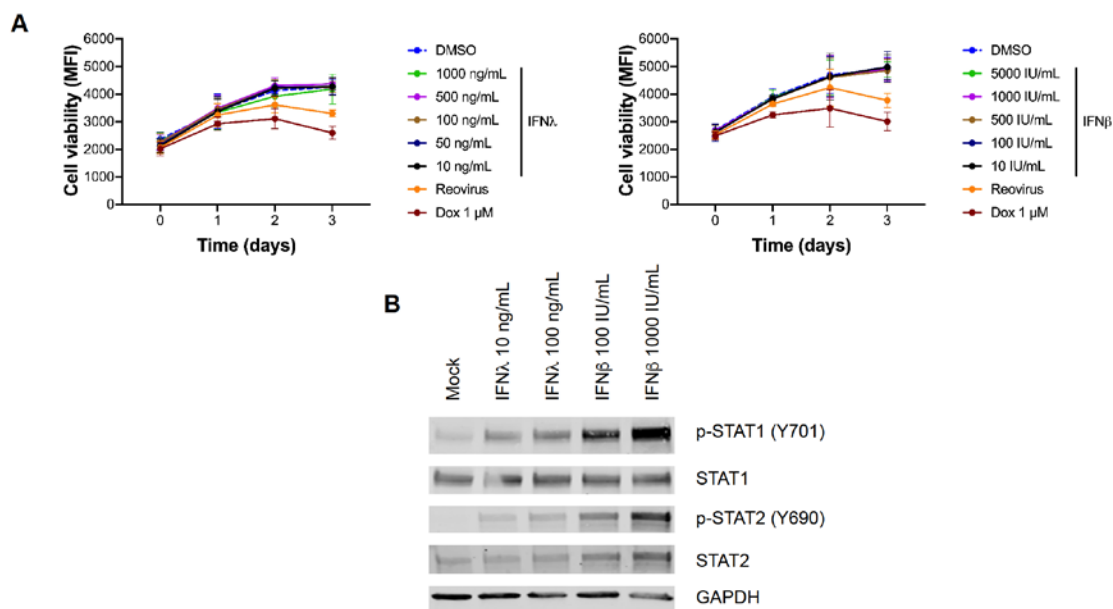 A
Cell viability (MFI)
6000
5000
4000
3000
2000
1000
0
0 1 2 3
Time (days)
DMSO
1000 ng/mL
500 ng/mL
100 ng/mL
50 ng/mL
10 ng/mL
Reovirus
Dox 1 µM
IFNλ
Cell viability (MFI)
6000
5000
4000
3000
2000
1000
0
0 1 2 3
Time (days)
DMSO
5000 IU/mL
1000 IU/mL
500 IU/mL
100 IU/mL
10 IU/mL
Reovirus
Dox 1 µM
IFNβ
B
Mock
IFNλ 10 ng/mL
IFNλ 100 ng/mL
IFNβ 100 IU/mL
IFNβ 1000 IU/mL
p-STAT1 (Y701)
STAT1
p-STAT2 (Y690)
STAT2
GAPDH